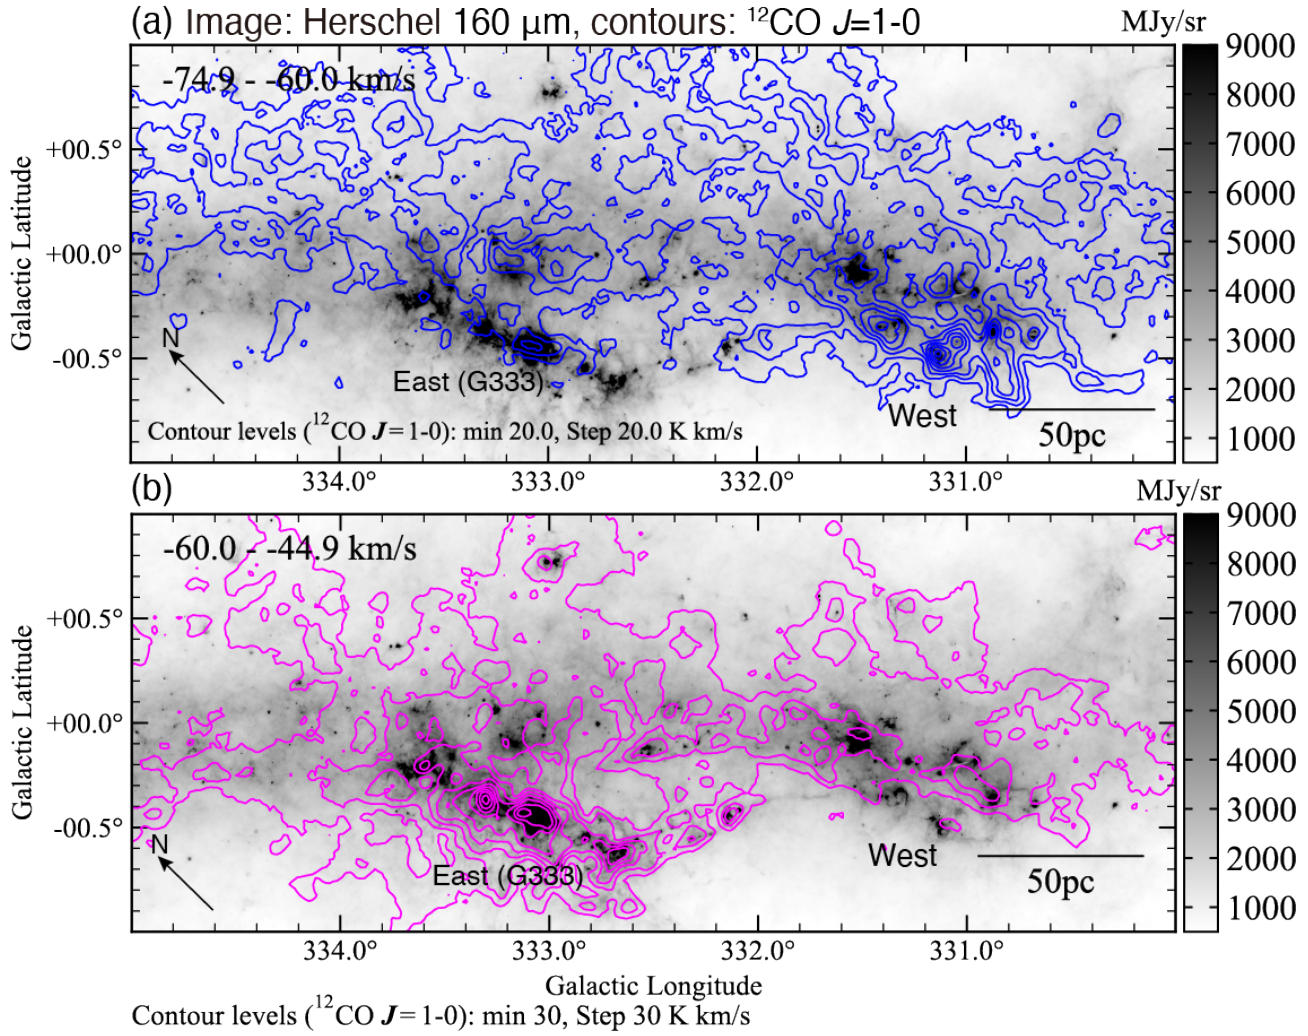 (a) Image: Herschel 160 μm, contours: ¹²CO J=1-0
MJy/sr
-74.9 - -60.0 km/s
9000
8000
7000
6000
5000
4000
3000
2000
1000
+00.5°
+00.0°
-00.5°
Galactic Latitude
N
East (G333)
West
50pc
Contour levels (¹²CO J=1-0): min 20.0, Step 20.0 K km/s
334.0° 333.0° 332.0° 331.0°
(b)
MJy/sr
-60.0 - -44.9 km/s
9000
8000
7000
6000
5000
4000
3000
2000
1000
+00.5°
+00.0°
-00.5°
Galactic Latitude
N
East (G333)
West
50pc
334.0° 333.0° 332.0° 331.0°
Galactic Longitude
Contour levels (¹²CO J=1-0): min 30, Step 30 K km/s